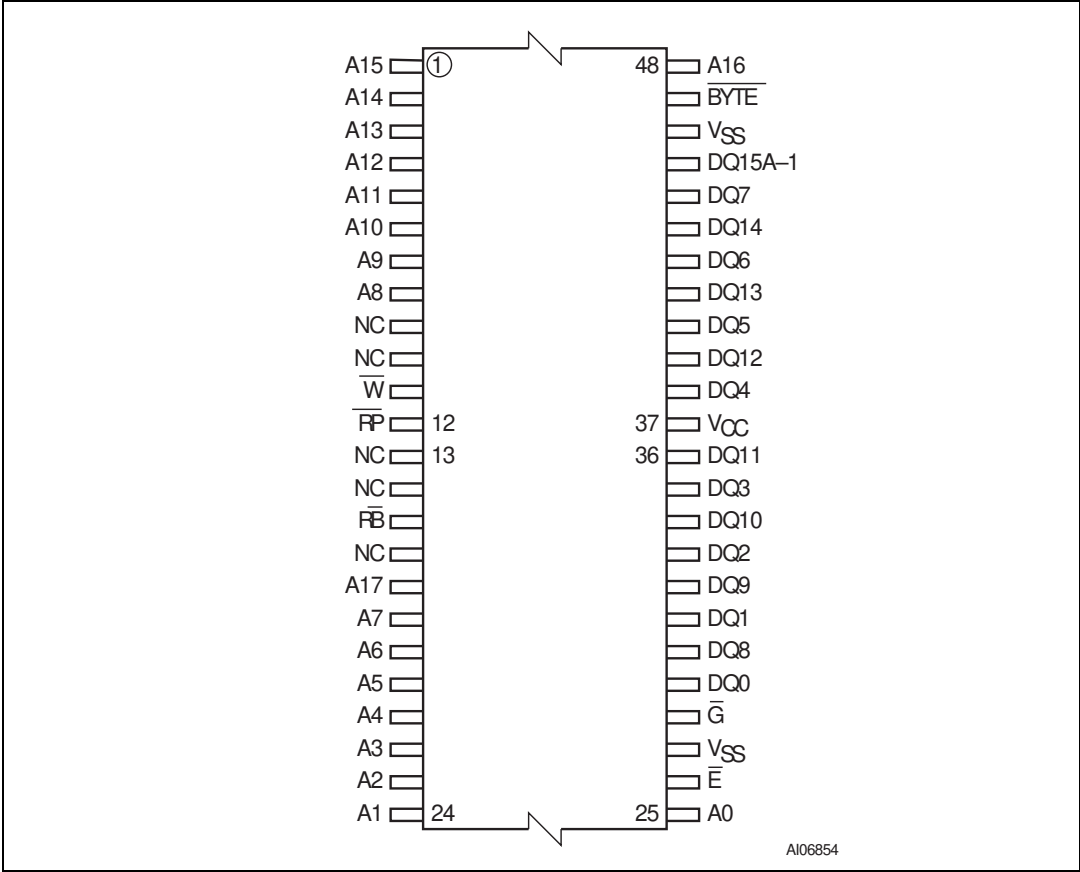 A15 1 48 A16
A14 B̅Y̅T̅E̅
A13 VSS
A12 DQ15A–1
A11 DQ7
A10 DQ14
A9 DQ6
A8 DQ13
NC DQ5
NC DQ12
W̅ DQ4
R̅P̅ 12 37 VCC
NC 13 36 DQ11
NC DQ3
RB̅ DQ10
NC DQ2
A17 DQ9
A7 DQ1
A6 DQ8
A5 DQ0
A4 G̅
A3 VSS
A2 E̅
A1 24 25 A0
AI06854